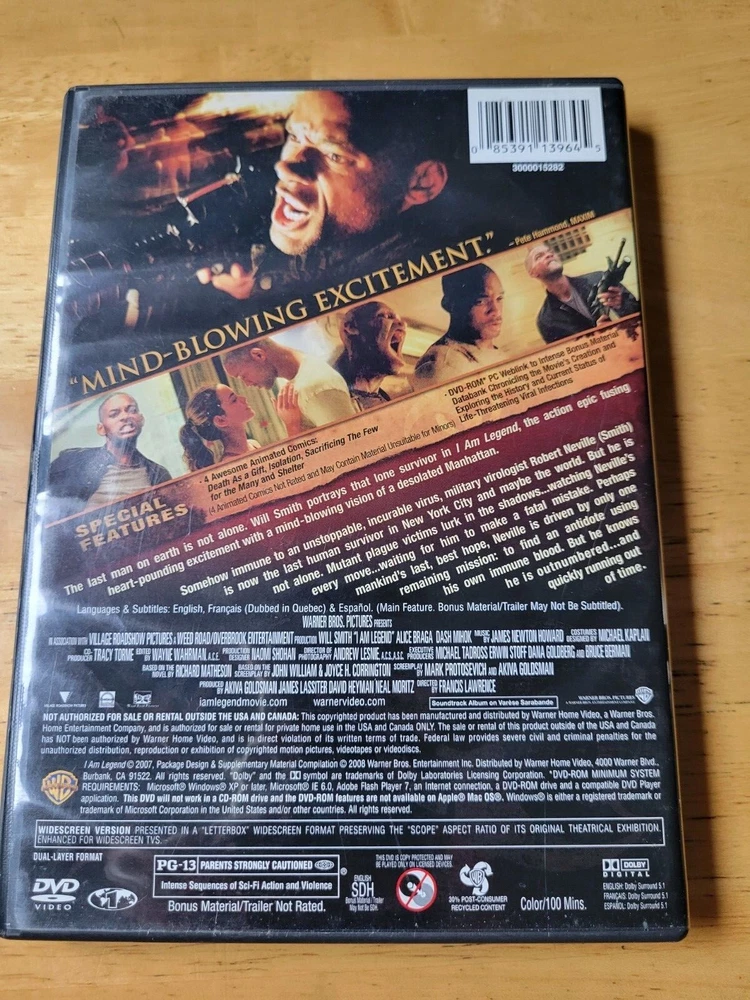 0 85391 13964 5
3000015282
"MIND-BLOWING EXCITEMENT."
– Pete Hammond, MAXIM
SPECIAL
FEATURES
· 4 Awesome Animated Comics:
Death As a Gift, Isolation, Sacrificing The Few
for the Many and Shelter
(4 Animated Comics Not Rated and May Contain Material Unsuitable for Minors)
· DVD-ROM* PC Weblink to Intense Bonus Material
Databank Chronicling the Movie's Creation and
Exploring the History and Current Status of
Life-Threatening Viral Infections
The last man on earth is not alone. Will Smith portrays that lone survivor in I Am Legend, the action epic fusing
heart-pounding excitement with a mind-blowing vision of a desolated Manhattan.
Somehow immune to an unstoppable, incurable virus, military virologist Robert Neville (Smith)
is now the last human survivor in New York City and maybe the world. But he is
not alone. Mutant plague victims lurk in the shadows...watching Neville's
every move...waiting for him to make a fatal mistake. Perhaps
mankind's last, best hope, Neville is driven by only one
remaining mission: to find an antidote using
his own immune blood. But he knows
he is outnumbered...and
quickly running out
of time.
Languages & Subtitles: English, Français (Dubbed in Quebec) & Español. (Main Feature. Bonus Material/Trailer May Not Be Subtitled).
WARNER BROS. PICTURES PRESENTS
IN ASSOCIATION WITH VILLAGE ROADSHOW PICTURES A WEED ROAD/OVERBROOK ENTERTAINMENT PRODUCTION WILL SMITH "I AM LEGEND" ALICE BRAGA DASH MIHOK MUSIC BY JAMES NEWTON HOWARD COSTUMES DESIGNED BY MICHAEL KAPLAN
CO-PRODUCER TRACY TORME EDITED BY WAYNE WAHRMAN, A.C.E. PRODUCTION DESIGNER NAOMI SHOHAN DIRECTOR OF PHOTOGRAPHY ANDREW LESNIE A.C.S., A.S.C. EXECUTIVE PRODUCERS MICHAEL TADROSS ERWIN STOFF DANA GOLDBERG AND BRUCE BERMAN
BASED ON THE NOVEL BY RICHARD MATHESON BASED ON THE SCREENPLAY BY JOHN WILLIAM & JOYCE H. CORRINGTON SCREENPLAY BY MARK PROTOSEVICH AND AKIVA GOLDSMAN
PRODUCED BY AKIVA GOLDSMAN JAMES LASSITER DAVID HEYMAN NEAL MORITZ DIRECTED BY FRANCIS LAWRENCE
iamlegendmovie.com warnervideo.com
Soundtrack Album on Varèse Sarabande
WARNER BROS. PICTURES
NOT AUTHORIZED FOR SALE OR RENTAL OUTSIDE THE USA AND CANADA: This copyrighted product has been manufactured and distributed by Warner Home Video, a Warner Bros.
Home Entertainment Company, and is authorized for sale or rental for private home use in the USA and Canada ONLY. The sale or rental of this product outside of the USA and Canada
has NOT been authorized by Warner Home Video, and is in direct violation of its written terms of trade. Federal law provides severe civil and criminal penalties for the
unauthorized reproduction, distribution or exhibition of copyrighted motion pictures, videotapes or videodiscs.
I Am Legend © 2007, Package Design & Supplementary Material Compilation © 2008 Warner Bros. Entertainment Inc. Distributed by Warner Home Video, 4000 Warner Blvd.,
Burbank, CA 91522. All rights reserved. "Dolby" and the DD symbol are trademarks of Dolby Laboratories Licensing Corporation. *DVD-ROM MINIMUM SYSTEM
REQUIREMENTS: Microsoft® Windows® XP or later, Microsoft® IE 6.0, Adobe Flash Player 7, an Internet connection, a DVD-ROM drive and a compatible DVD Player
application. This DVD will not work in a CD-ROM drive and the DVD-ROM features are not available on Apple® Mac OS®. Windows® is either a registered trademark or
trademark of Microsoft Corporation in the United States and/or other countries. All rights reserved.
WIDESCREEN VERSION PRESENTED IN A "LETTERBOX" WIDESCREEN FORMAT PRESERVING THE "SCOPE" ASPECT RATIO OF ITS ORIGINAL THEATRICAL EXHIBITION.
ENHANCED FOR WIDESCREEN TVS.
DUAL-LAYER FORMAT
DVD
VIDEO
1
PG-13 PARENTS STRONGLY CAUTIONED
Intense Sequences of Sci-Fi Action and Violence
Bonus Material/Trailer Not Rated.
ENGLISH
SDH
Bonus Material/Trailer
May Not Be SDH
THIS DVD IS COPY PROTECTED AND MAY
BE PLAYED ONLY ON LICENSED DEVICES.
30% POST-CONSUMER
RECYCLED CONTENT
Color/100 Mins.
DOLBY
DIGITAL
ENGLISH: Dolby Surround 5.1
FRANÇAIS: Dolby Surround 5.1
ESPAÑOL: Dolby Surround 5.1